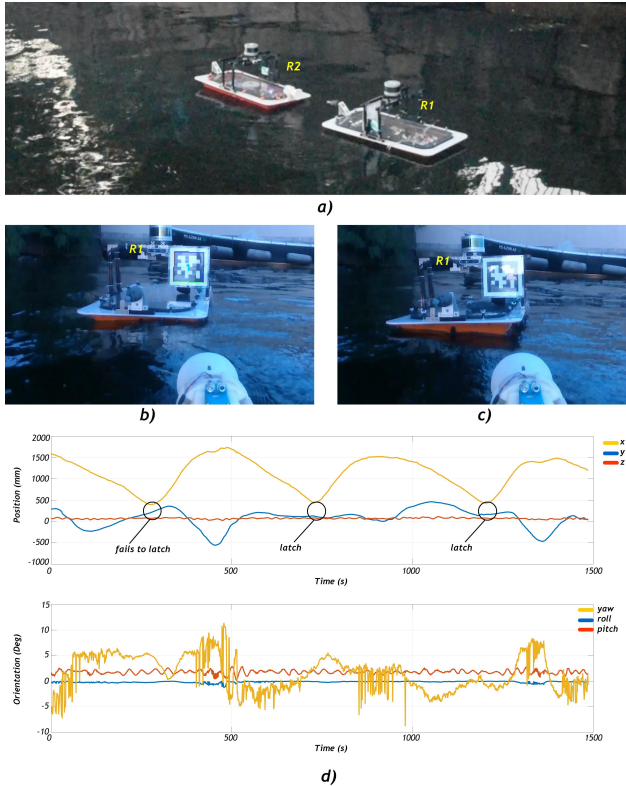 R2
R1
a)
R1
R1
b)
c)
2000
1500
1000
500
0
-500
-1000
Position (mm)
x
y
z
fails to latch
latch
latch
0
500
1000
1500
Time (s)
15
10
5
0
-5
-10
Orientation (Deg)
yaw
roll
pitch
0
500
1000
1500
Time (s)
d)